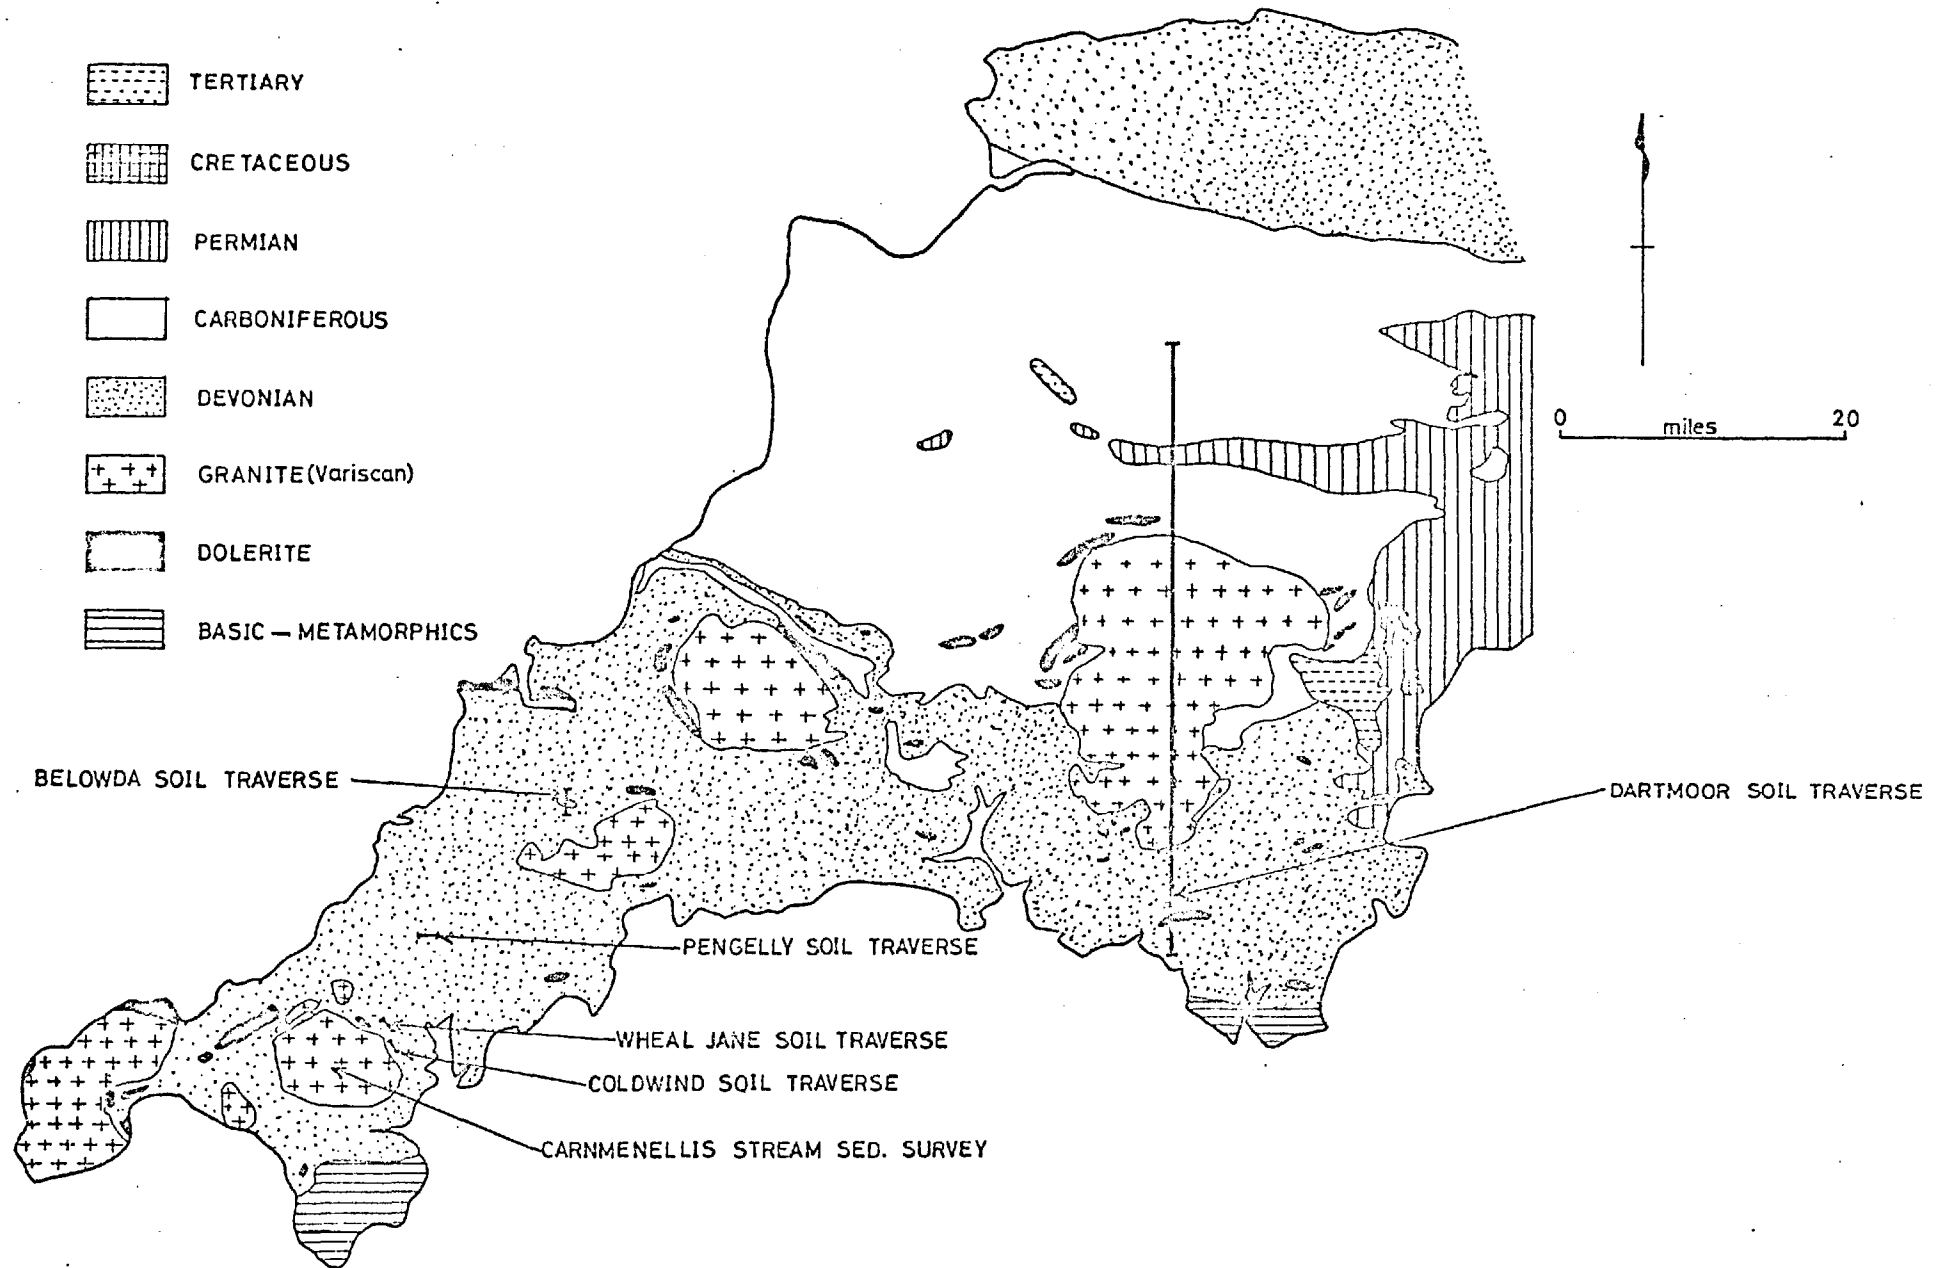 TERTIARY
CRETACEOUS
PERMIAN
CARBONIFEROUS
DEVONIAN
GRANITE(Variscan)
DOLERITE
BASIC — METAMORPHICS
0 miles 20
BELOWDA SOIL TRAVERSE
DARTMOOR SOIL TRAVERSE
PENGELLY SOIL TRAVERSE
WHEAL JANE SOIL TRAVERSE
COLDWIND SOIL TRAVERSE
CARNMENELLIS STREAM SED. SURVEY